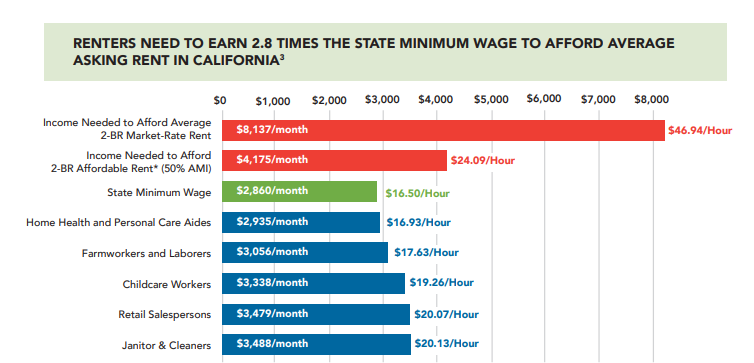 RENTERS NEED TO EARN 2.8 TIMES THE STATE MINIMUM WAGE TO AFFORD AVERAGE
ASKING RENT IN CALIFORNIA³
$0 $1,000 $2,000 $3,000 $4,000 $5,000 $6,000 $7,000 $8,000
Income Needed to Afford Average
2-BR Market-Rate Rent
$8,137/month
$46.94/Hour
Income Needed to Afford
2-BR Affordable Rent* (50% AMI)
$4,175/month
$24.09/Hour
State Minimum Wage
$2,860/month
$16.50/Hour
Home Health and Personal Care Aides
$2,935/month
$16.93/Hour
Farmworkers and Laborers
$3,056/month
$17.63/Hour
Childcare Workers
$3,338/month
$19.26/Hour
Retail Salespersons
$3,479/month
$20.07/Hour
Janitor & Cleaners
$3,488/month
$20.13/Hour